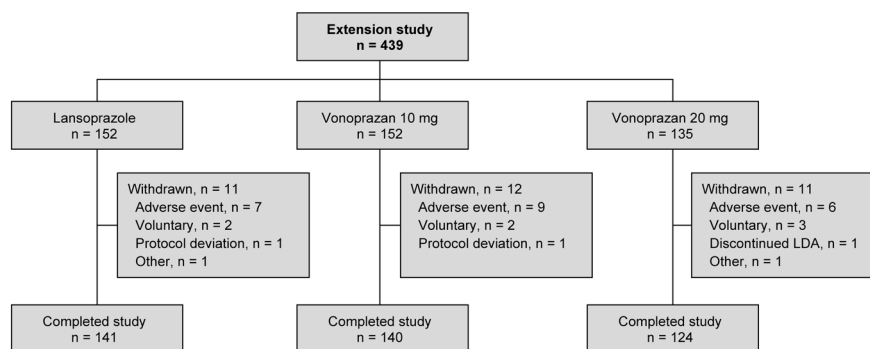 Extension study
n = 439
Lansoprazole
n = 152
Vonoprazan 10 mg
n = 152
Vonoprazan 20 mg
n = 135
Withdrawn, n = 11
Adverse event, n = 7
Voluntary, n = 2
Protocol deviation, n = 1
Other, n = 1
Withdrawn, n = 12
Adverse event, n = 9
Voluntary, n = 2
Protocol deviation, n = 1
Withdrawn, n = 11
Adverse event, n = 6
Voluntary, n = 3
Discontinued LDA, n = 1
Other, n = 1
Completed study
n = 141
Completed study
n = 140
Completed study
n = 124